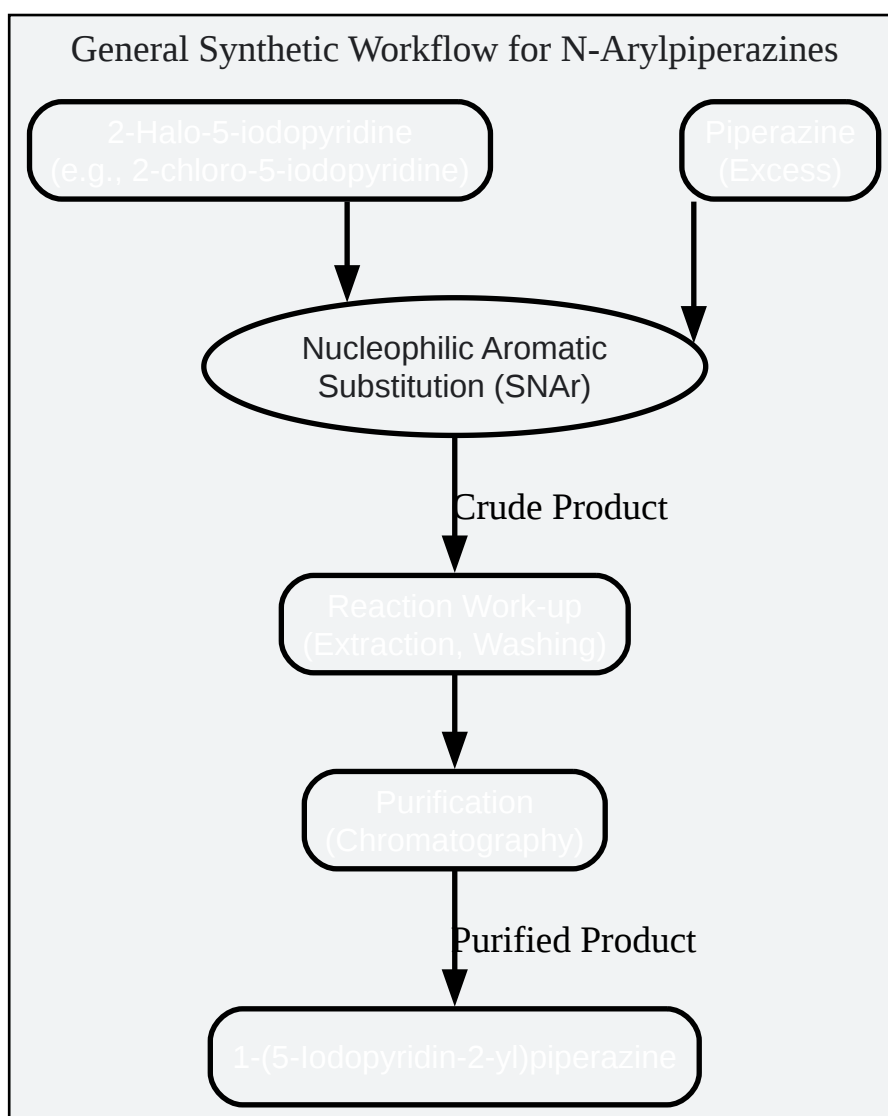 General Synthetic Workflow for N-Arylpiperazines
2-Halo-5-iodopyridine
(e.g., 2-chloro-5-iodopyridine)
Piperazine
(Excess)
Nucleophilic Aromatic
Substitution (SNAr)
Crude Product
Reaction Work-up
(Extraction, Washing)
Purification
(Chromatography)
Purified Product
1-(5-Iodopyridin-2-yl)piperazine